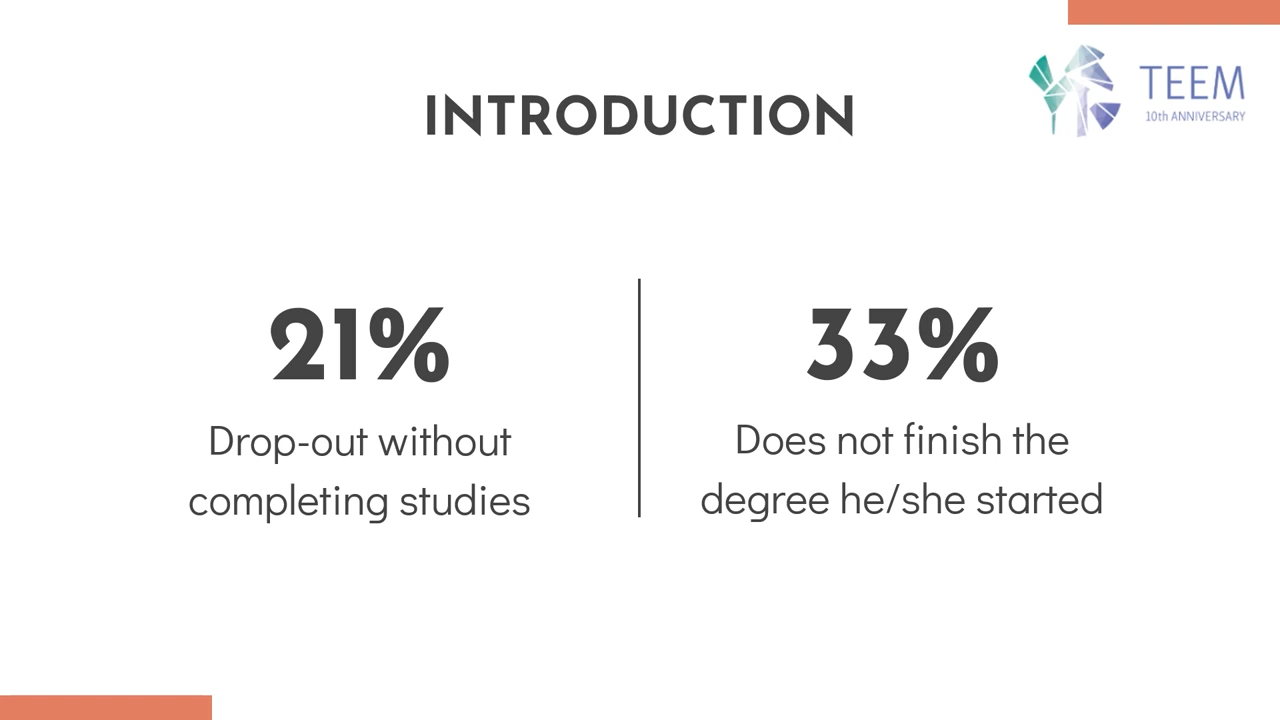 TEEM
10th ANNIVERSARY
INTRODUCTION
21%
Drop-out without
completing studies
33%
Does not finish the
degree he/she started